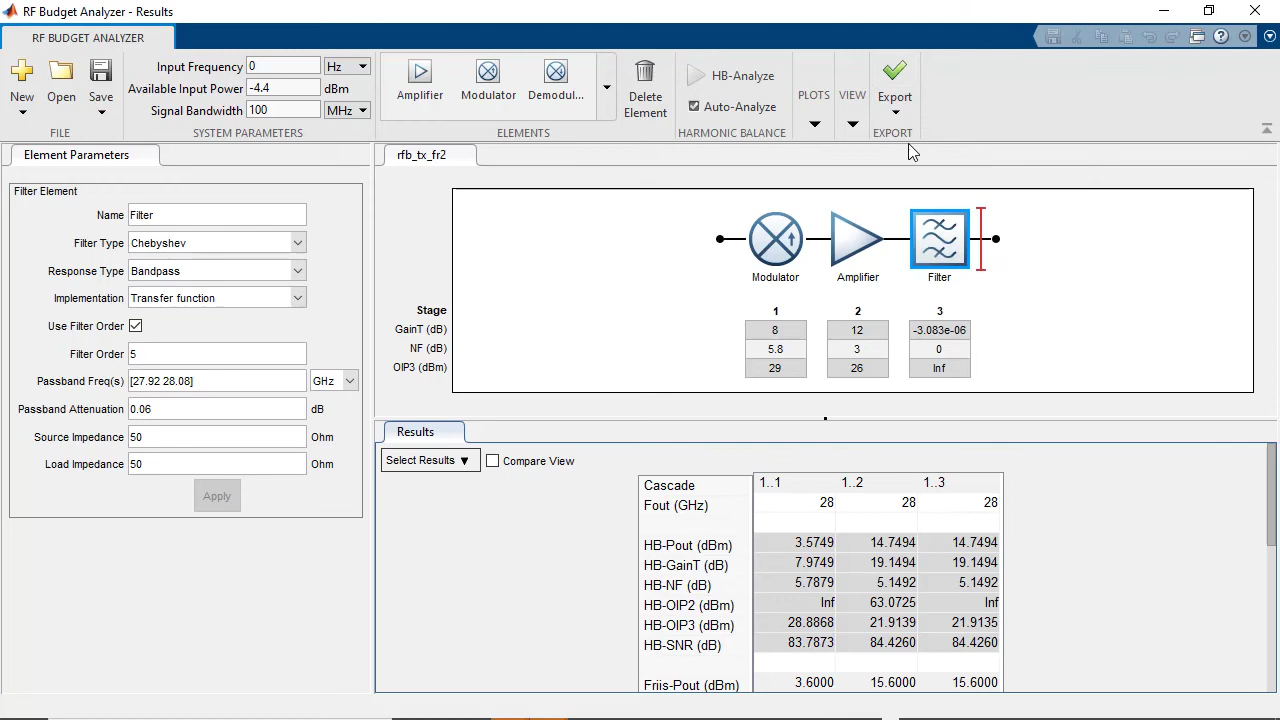 RF Budget Analyzer - Results
RF BUDGET ANALYZER
New
Open
Save
FILE
Input Frequency 0 Hz
Available Input Power -4.4 dBm
Signal Bandwidth 100 MHz
SYSTEM PARAMETERS
Amplifier
Modulator
Demodul...
ELEMENTS
Delete
Element
HB-Analyze
Auto-Analyze
HARMONIC BALANCE
PLOTS
VIEW
Export
EXPORT
Element Parameters
Filter Element
Name Filter
Filter Type Chebyshev
Response Type Bandpass
Implementation Transfer function
Use Filter Order
Filter Order 5
Passband Freq(s) [27.92 28.08] GHz
Passband Attenuation 0.06 dB
Source Impedance 50 Ohm
Load Impedance 50 Ohm
Apply
rfb_tx_fr2
Modulator Amplifier Filter
Stage 1 2 3
GainT (dB) 8 12 -3.083e-06
NF (dB) 5.8 3 0
OIP3 (dBm) 29 26 Inf
Results
Select Results ▼ Compare View
Cascade 1..1 1..2 1..3
Fout (GHz) 28 28 28
HB-Pout (dBm) 3.5749 14.7494 14.7494
HB-GainT (dB) 7.9749 19.1494 19.1494
HB-NF (dB) 5.7879 5.1492 5.1492
HB-OIP2 (dBm) Inf 63.0725 Inf
HB-OIP3 (dBm) 28.8868 21.9139 21.9135
HB-SNR (dB) 83.7873 84.4260 84.4260
Friis-Pout (dBm) 3.6000 15.6000 15.6000